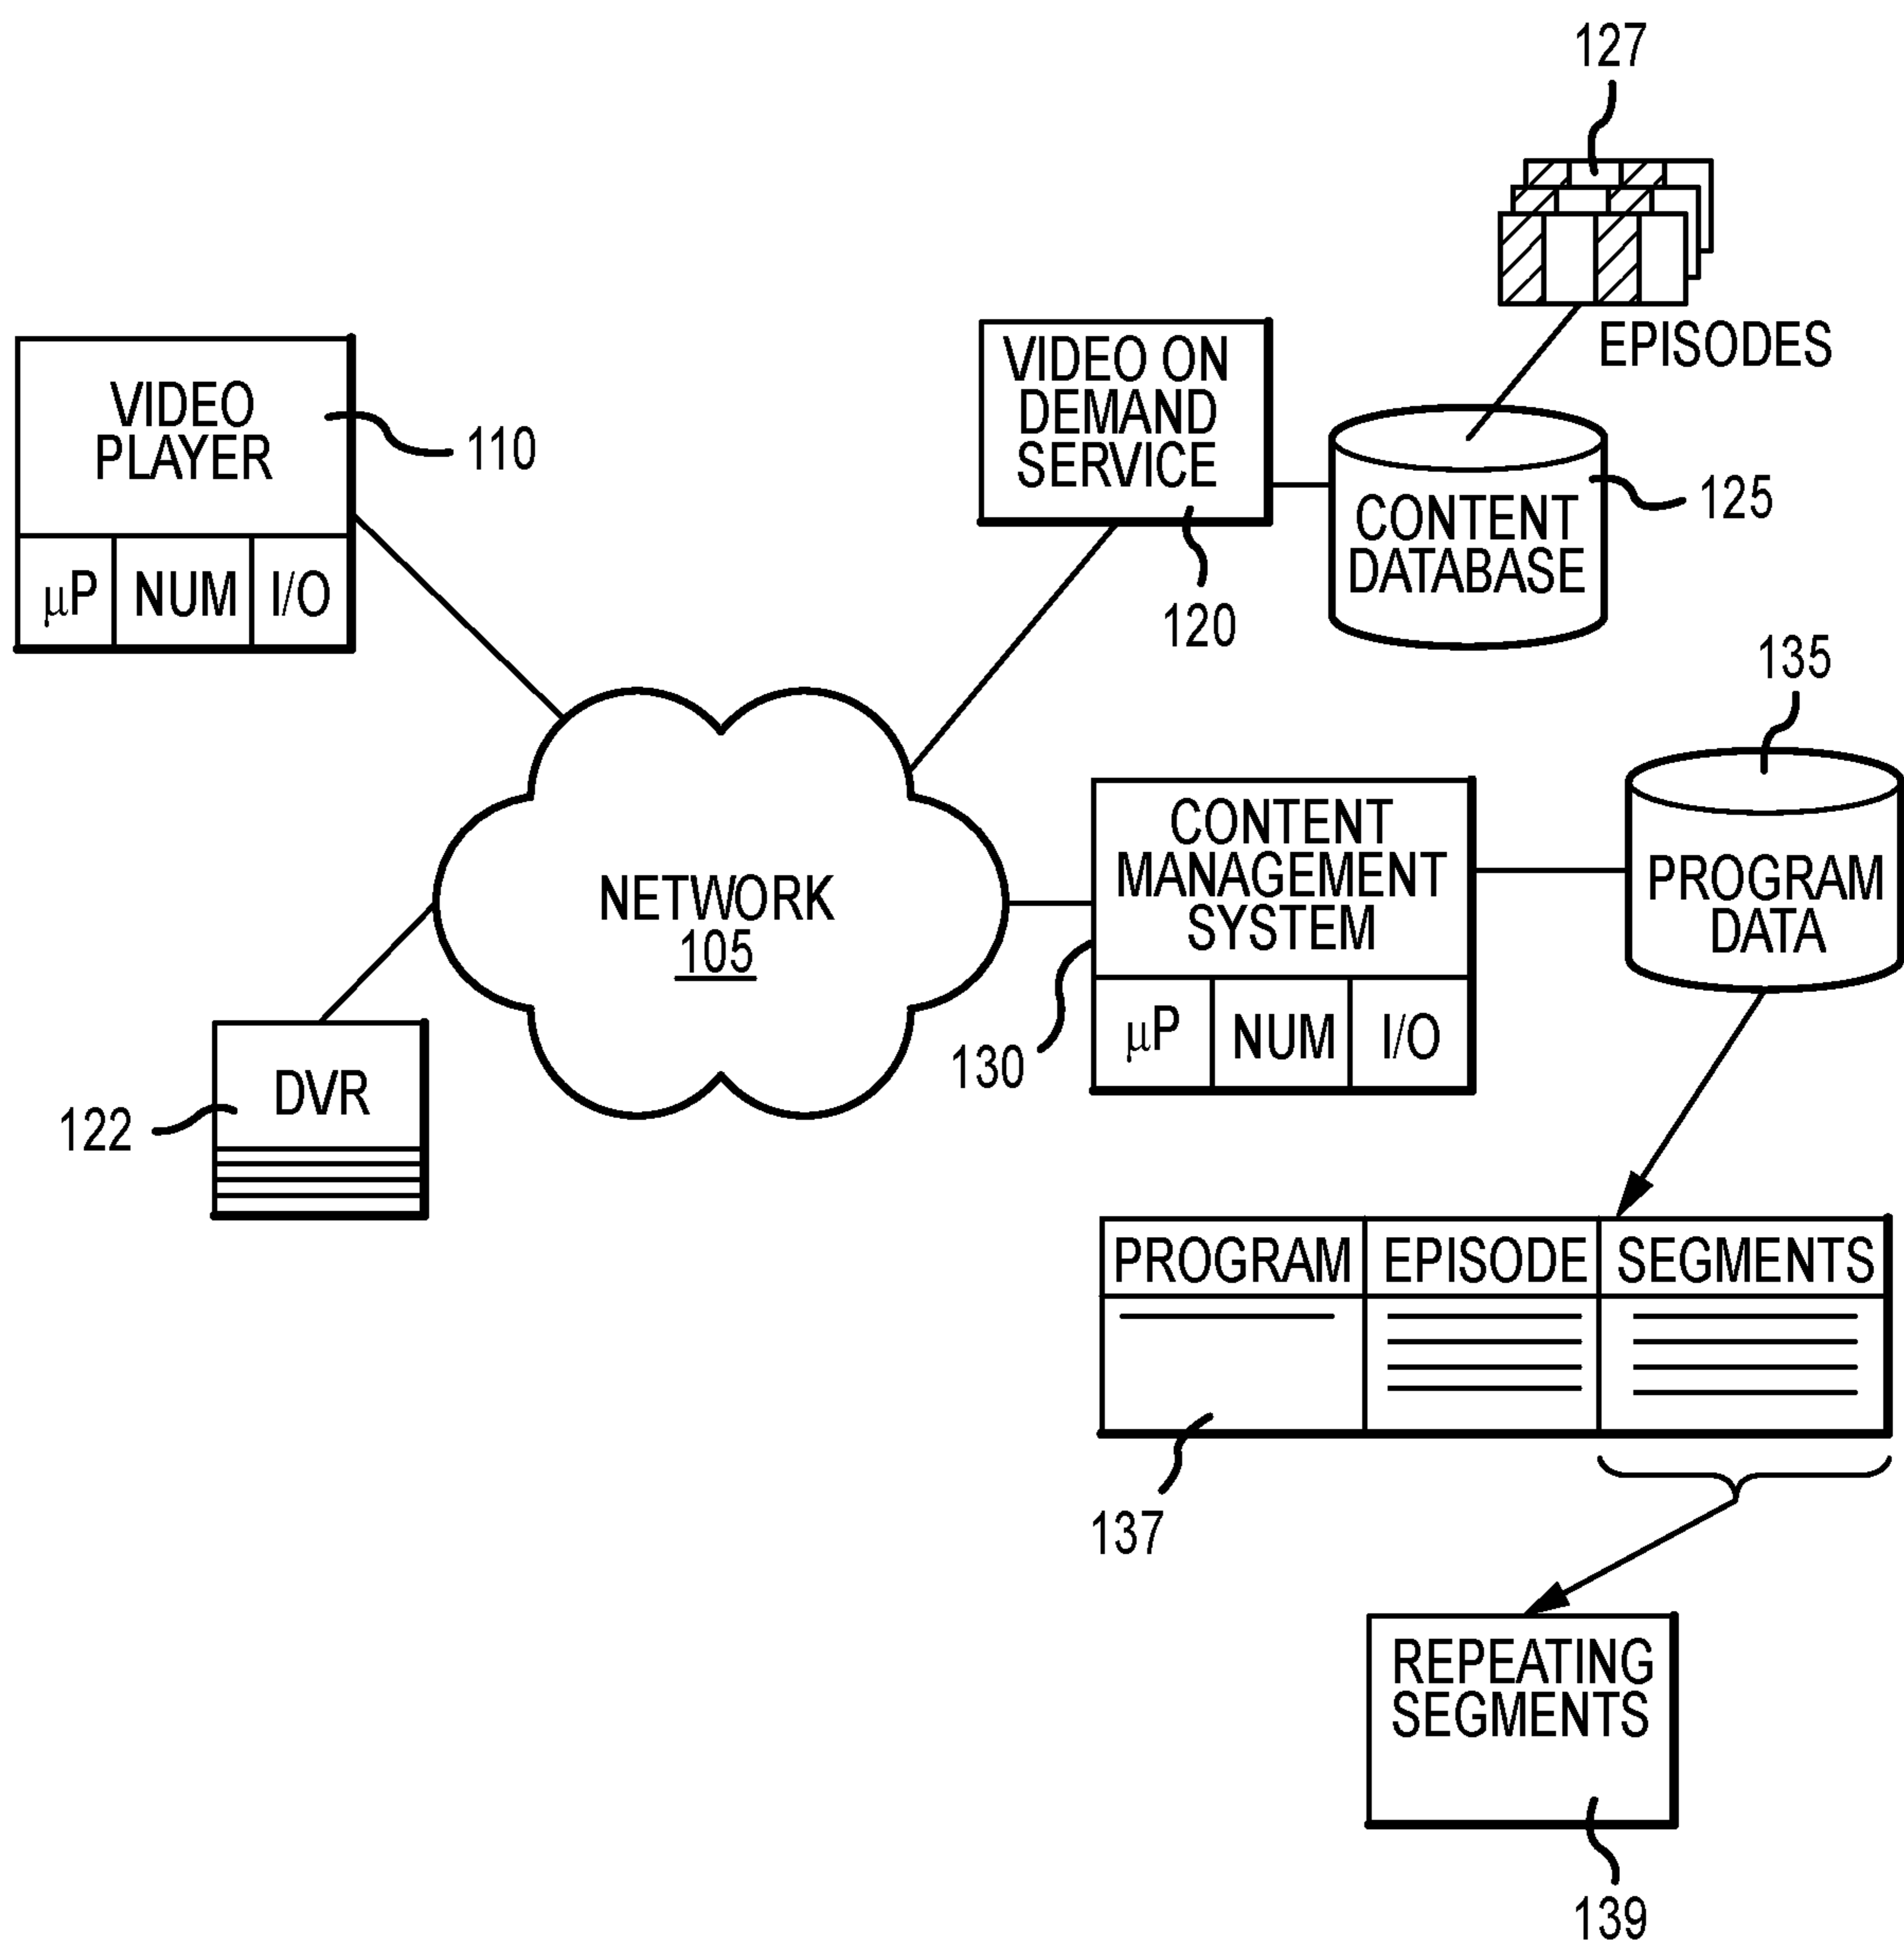 127
EPISODES
VIDEO
PLAYER
110
μP NUM I/O
VIDEO ON
DEMAND
SERVICE
120
CONTENT
DATABASE
125
135
PROGRAM
DATA
NETWORK
105
CONTENT
MANAGEMENT
SYSTEM
130
μP NUM I/O
DVR
122
PROGRAM EPISODE SEGMENTS
137
REPEATING
SEGMENTS
139